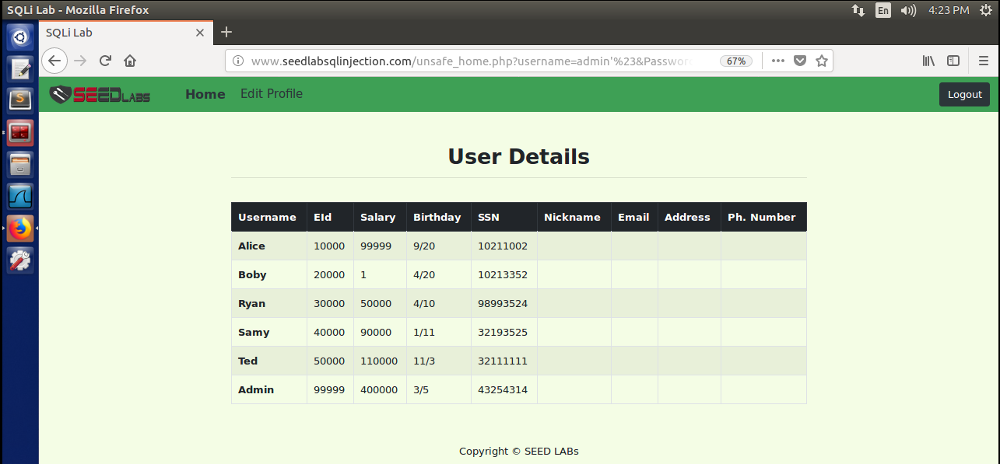 SQLi Lab - Mozilla Firefox
En
4:23 PM
SQLi Lab
www.seedlabsqlinjection.com/unsafe_home.php?username=admin'%23&Passwor
67%
SEEDLABS
Home
Edit Profile
Logout
User Details
Username EId Salary Birthday SSN Nickname Email Address Ph. Number
Alice 10000 99999 9/20 10211002
Boby 20000 1 4/20 10213352
Ryan 30000 50000 4/10 98993524
Samy 40000 90000 1/11 32193525
Ted 50000 110000 11/3 32111111
Admin 99999 400000 3/5 43254314
Copyright © SEED LABs